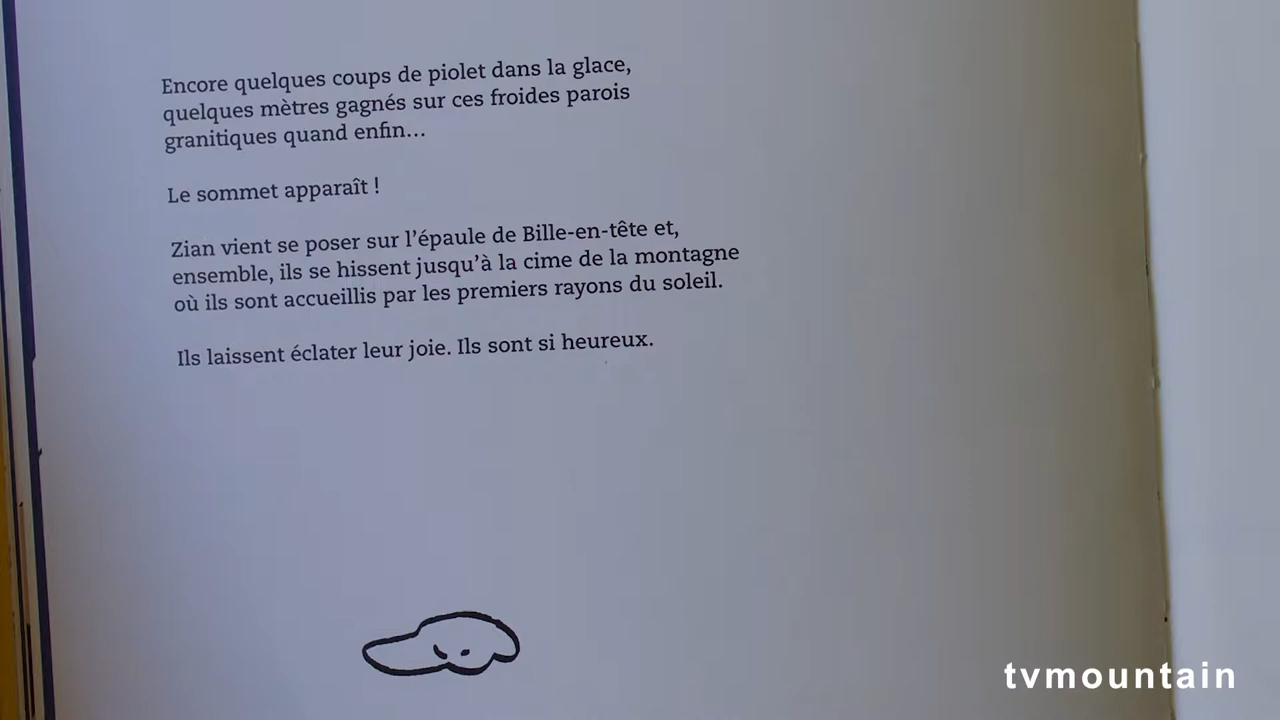 Encore quelques coups de piolet dans la glace,
quelques mètres gagnés sur ces froides parois
granitiques quand enfin…
Le sommet apparaît !
Zian vient se poser sur l'épaule de Bille-en-tête et,
ensemble, ils se hissent jusqu'à la cime de la montagne
où ils sont accueillis par les premiers rayons du soleil.
Ils laissent éclater leur joie. Ils sont si heureux.
tvmountain